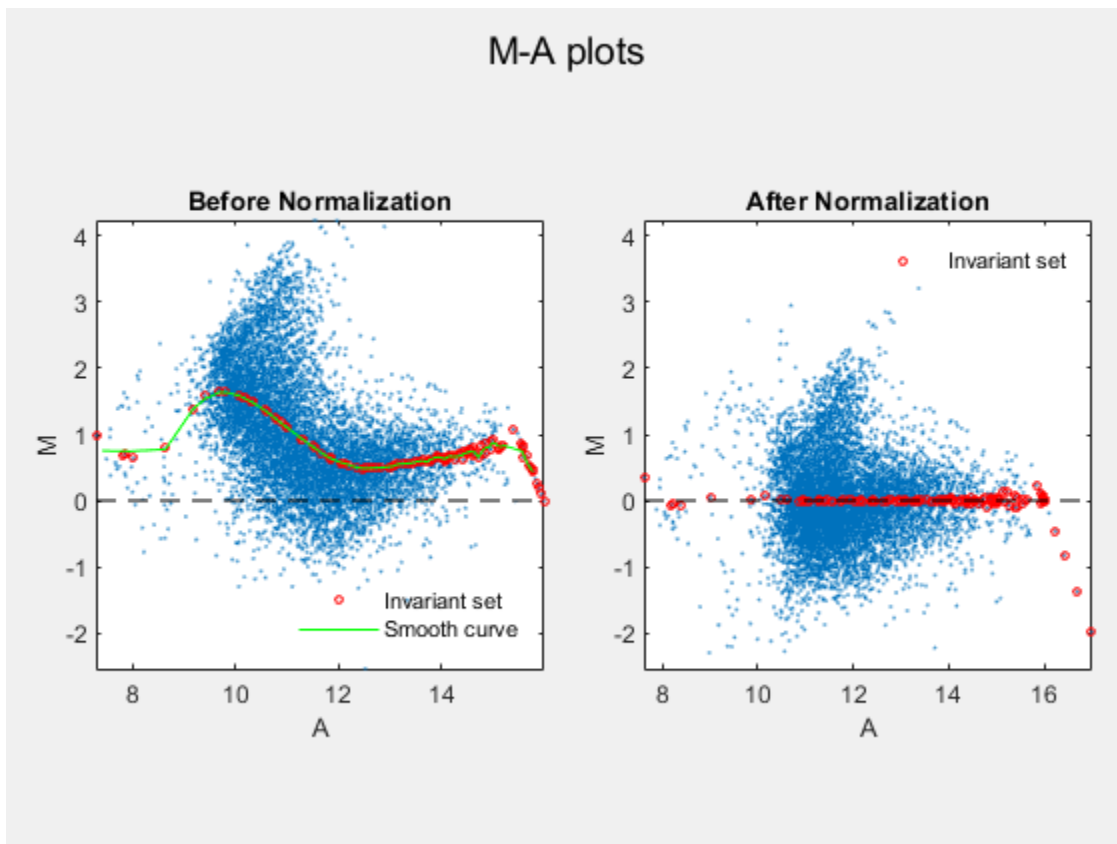 M-A plots
Before Normalization
4
3
2
1
0
-1
-2
M
8
10
12
14
A
Invariant set
Smooth curve
After Normalization
4
3
2
1
0
-1
-2
M
8
10
12
14
16
A
Invariant set